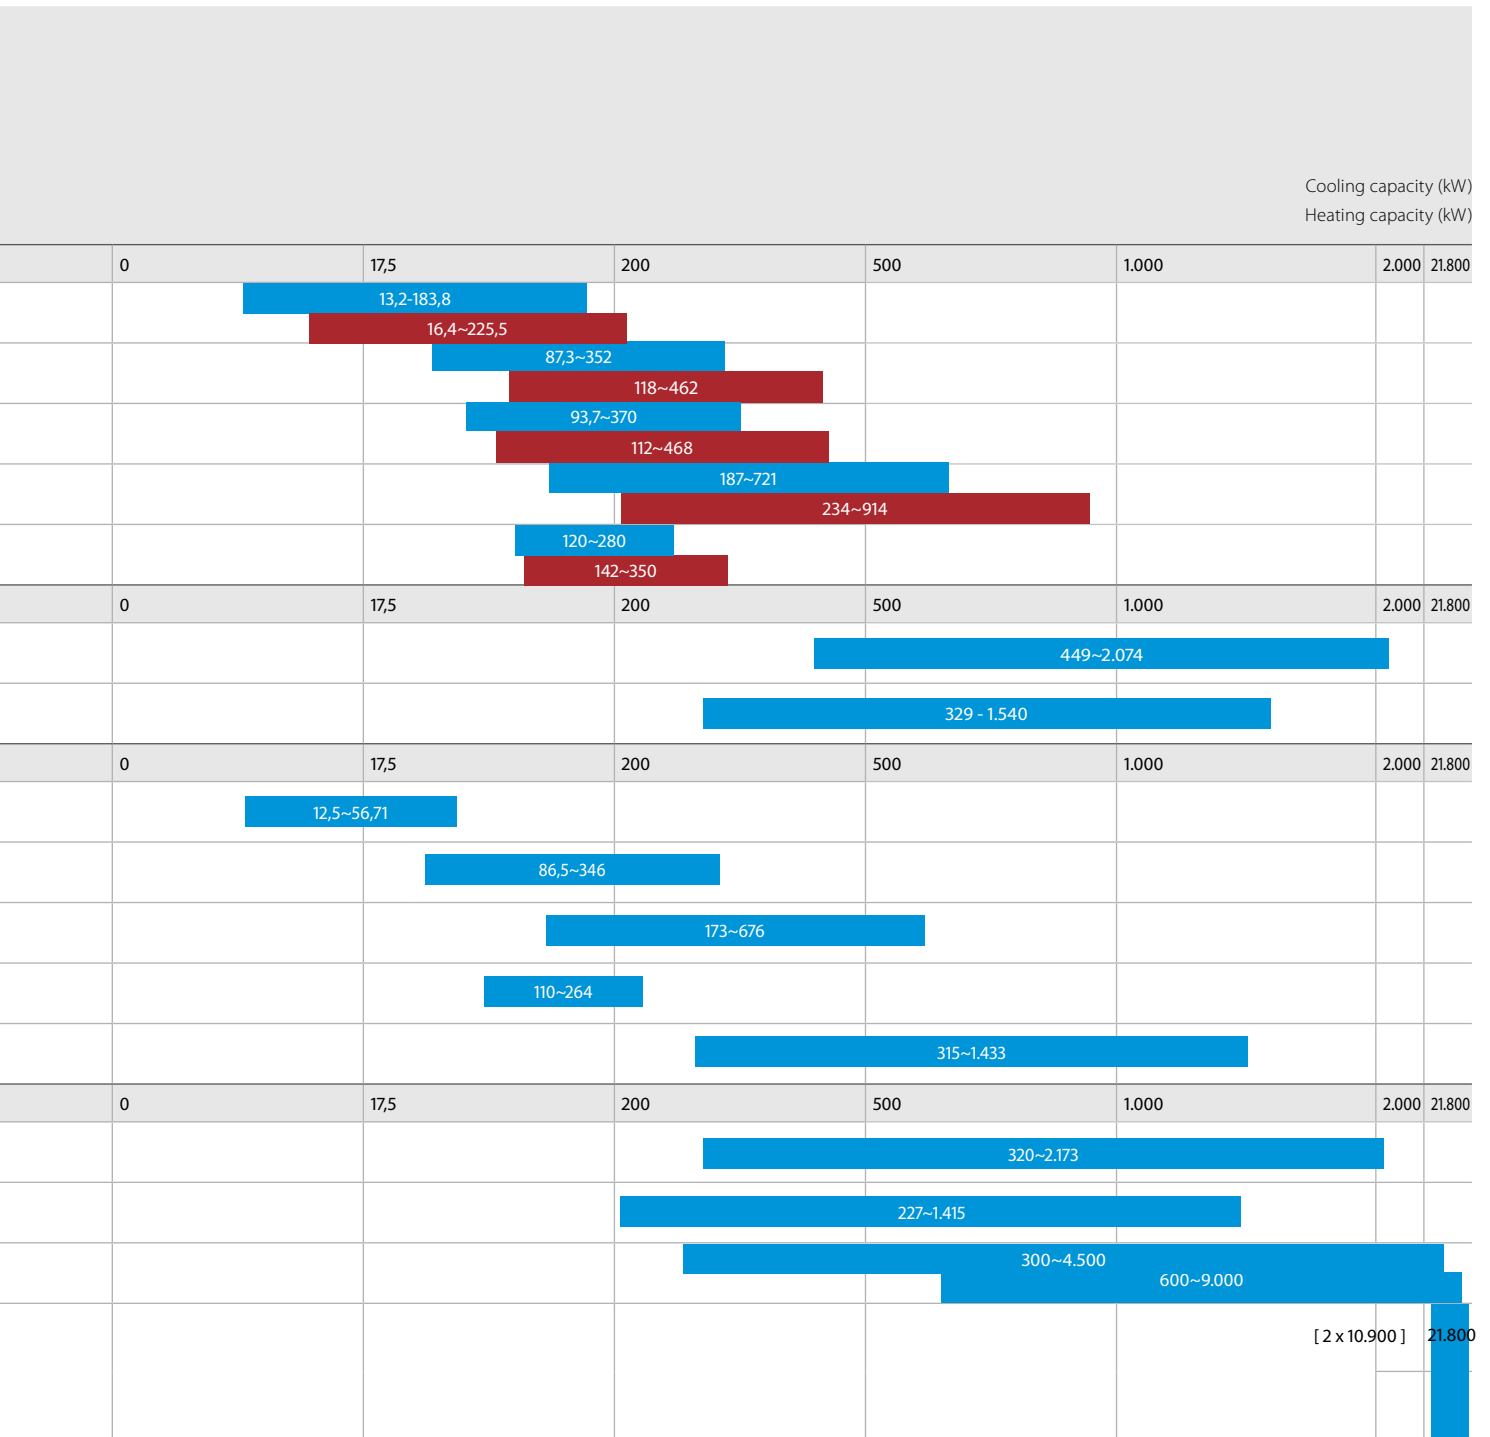 Cooling capacity (kW)
Heating capacity (kW)
0 17,5 200 500 1.000 2.000 21.800
13,2-183,8
16,4~225,5
87,3~352
118~462
93,7~370
112~468
187~721
234~914
120~280
142~350
0 17,5 200 500 1.000 2.000 21.800
449~2.074
329 - 1.540
0 17,5 200 500 1.000 2.000 21.800
12,5~56,71
86,5~346
173~676
110~264
315~1.433
0 17,5 200 500 1.000 2.000 21.800
320~2.173
227~1.415
300~4.500
600~9.000
[ 2 x 10.900 ] 21.800